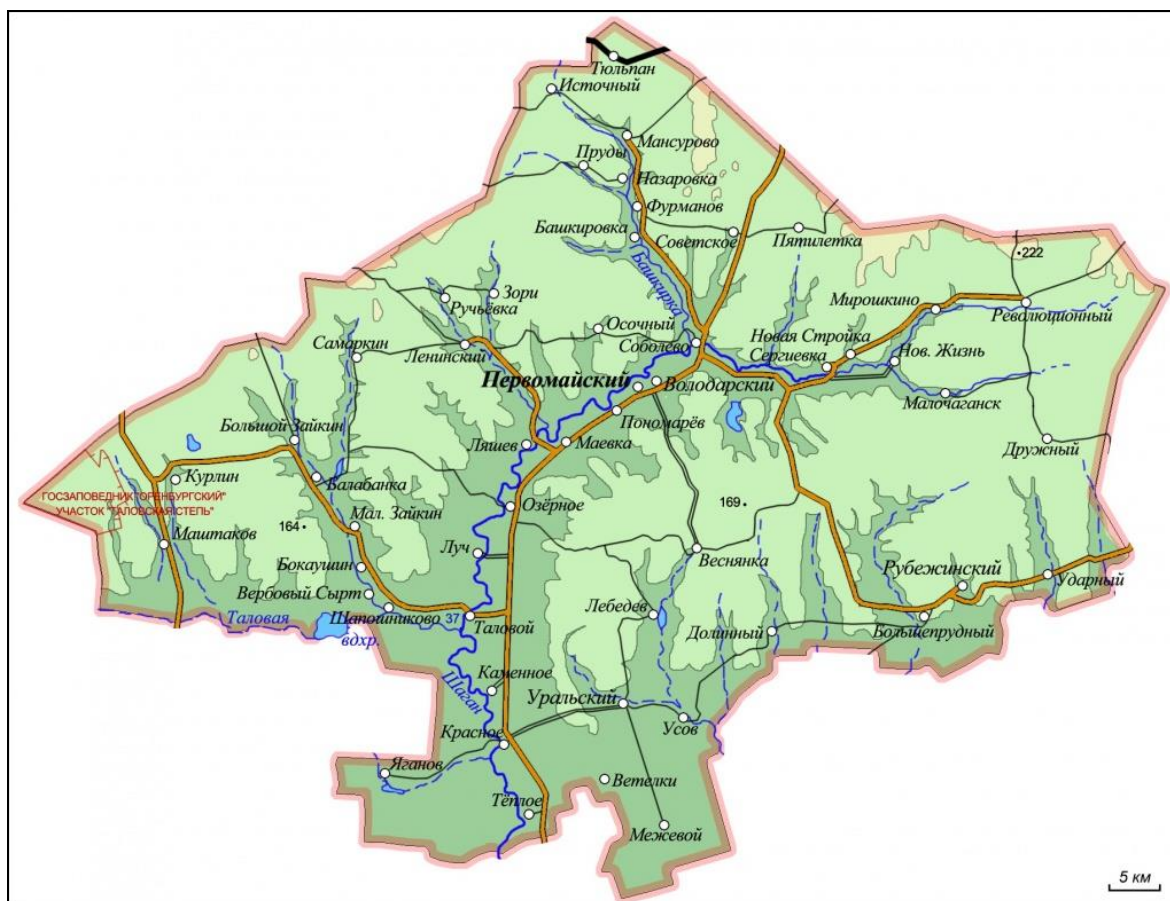 Тюльпан
Источный
Мансурово
Пруды
Назаровка
Фурманов
Башкировка
Советское
Пятилетка
Башкирка
222
Зори
Ручьёвка
Мирошкино
Революционный
Осочный
Новая Стройка
Самаркин
Ленинский
Соболево
Сергиевка
Нов. Жизнь
Первомайский
Володарский
Малочаганск
Пономарёв
Большой Зайкин
Ляшев
Маевка
Дружный
Курлин
Балабанка
ГОСЗАПОВЕДНИК "ОРЕНБУРГСКИЙ"
УЧАСТОК "ТАЛОВСКАЯ СТЕПЬ"
Озёрное
169
164
Мал. Зайкин
Маштаков
Луч
Веснянка
Бокаушин
Рубежинский
Ударный
Вербовый Сырт
Лебедев
Таловая
Шапошниково
37
Таловой
Долинный
Большепрудный
вдхр.
Каменное
Шаган
Уральский
Усов
Красное
Яганов
Ветелки
Тёплое
Межевой
5 км